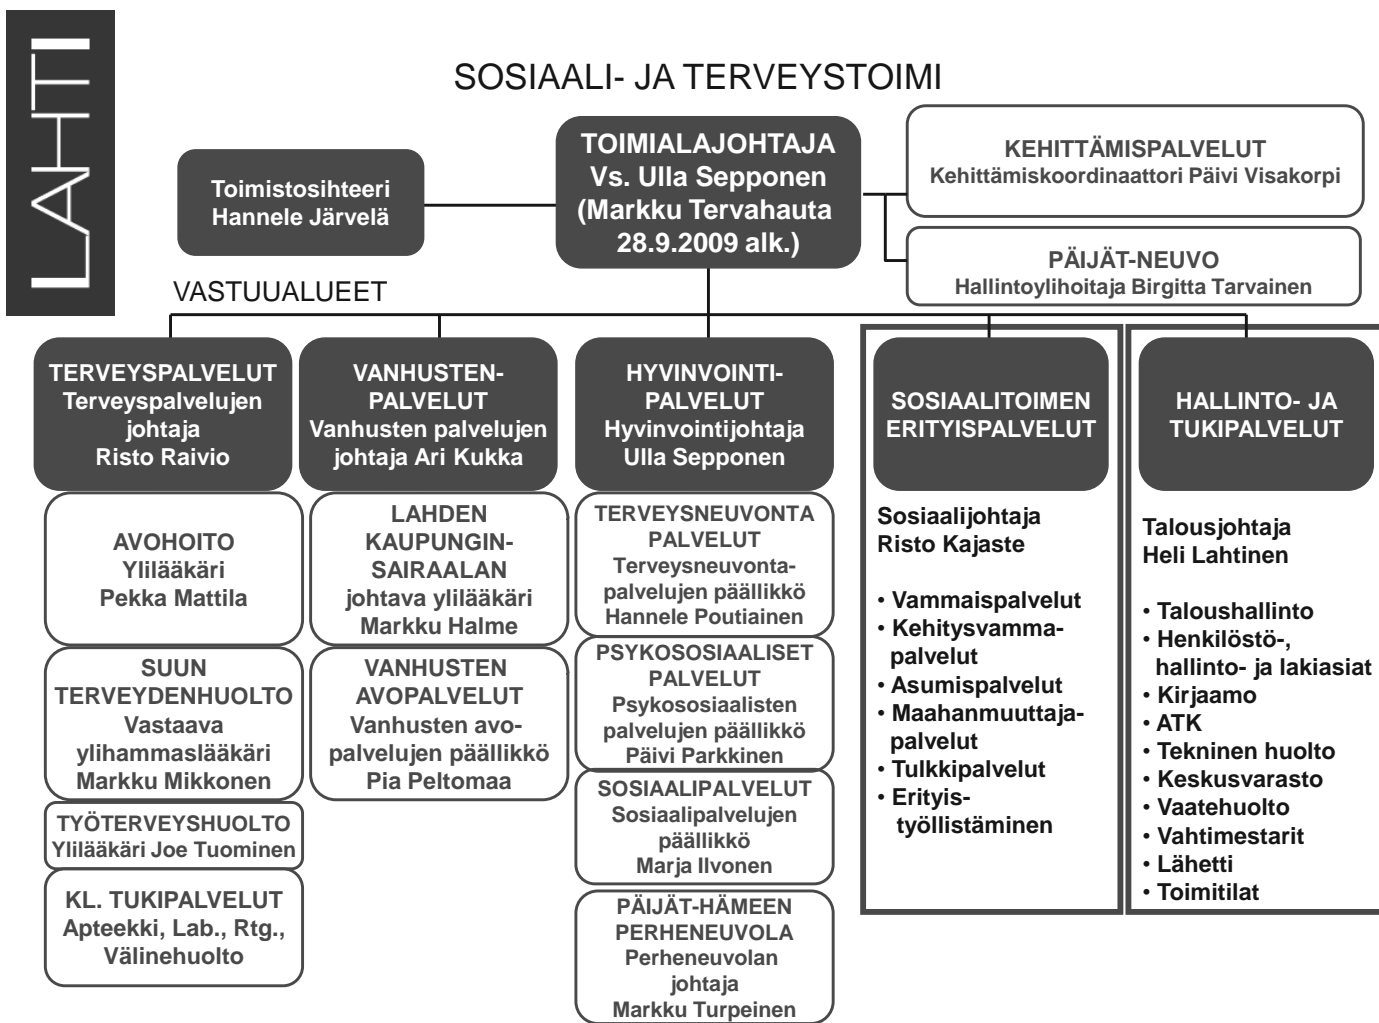 LAHTI
SOSIAALI- JA TERVEYSTOIMI
TOIMIALAJOHTAJA
Vs. Ulla Sepponen
(Markku Tervahauta
28.9.2009 alk.)
Toimistosihteeri
Hannele Järvelä
KEHITTÄMISPALVELUT
Kehittämiskoordinaattori Päivi Visakorpi
PÄIJÄT-NEUVO
Hallintoylihoitaja Birgitta Tarvainen
VASTUUALUEET
TERVEYSPALVELUT
Terveyspalvelujen
johtaja
Risto Raivio
AVOHOITO
Ylilääkäri
Pekka Mattila
SUUN
TERVEYDENHUOLTO
Vastaava
ylihammaslääkäri
Markku Mikkonen
TYÖTERVEYSHUOLTO
Ylilääkäri Joe Tuominen
KL. TUKIPALVELUT
Apteekki, Lab., Rtg.,
Välinehuolto
VANHUSTEN-
PALVELUT
Vanhusten palvelujen
johtaja Ari Kukka
LAHDEN
KAUPUNGIN-
SAIRAALAN
johtava ylilääkäri
Markku Halme
VANHUSTEN
AVOPALVELUT
Vanhusten avo-
palvelujen päällikkö
Pia Peltomaa
HYVINVOINTI-
PALVELUT
Hyvinvointijohtaja
Ulla Sepponen
TERVEYSNEUVONTA
PALVELUT
Terveysneuvonta-
palvelujen päällikkö
Hannele Poutiainen
PSYKOSOSIAALISET
PALVELUT
Psykososiaalisten
palvelujen päällikkö
Päivi Parkkinen
SOSIAALIPALVELUT
Sosiaalipalvelujen
päällikkö
Marja Ilvonen
PÄIJÄT-HÄMEEN
PERHENEUVOLA
Perheneuvolan
johtaja
Markku Turpeinen
SOSIAALITOIMEN
ERITYISPALVELUT
Sosiaalijohtaja
Risto Kajaste
• Vammaispalvelut
• Kehitysvamma-
palvelut
• Asumispalvelut
• Maahanmuuttaja-
palvelut
• Tulkkipalvelut
• Erityis-
työllistäminen
HALLINTO- JA
TUKIPALVELUT
Talousjohtaja
Heli Lahtinen
• Taloushallinto
• Henkilöstö-,
hallinto- ja lakiasiat
• Kirjaamo
• ATK
• Tekninen huolto
• Keskusvarasto
• Vaatehuolto
• Vahtimestarit
• Lähetti
• Toimitilat